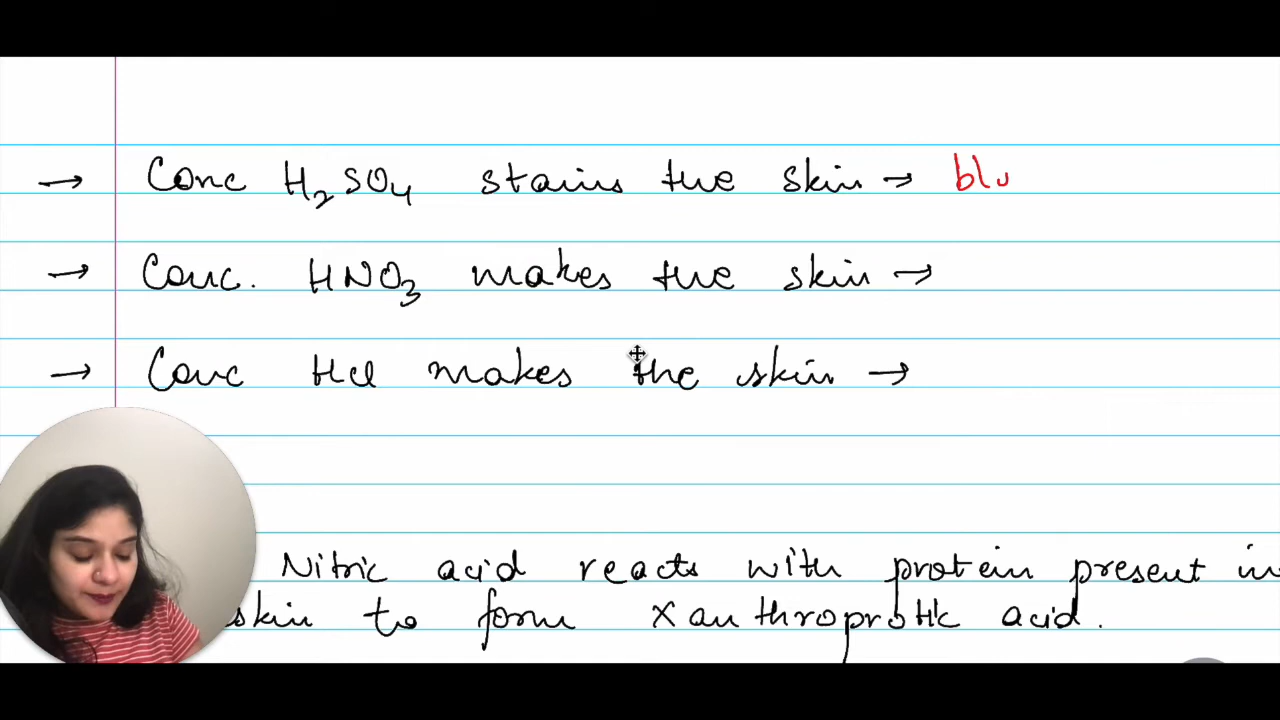 → Conc H₂SO₄ stains the skin →
→ Conc. HNO₃ makes the skin →
→ Conc HCl makes the skin →
Nitric acid reacts with protein present in
skin to form Xanthroprotic acid.